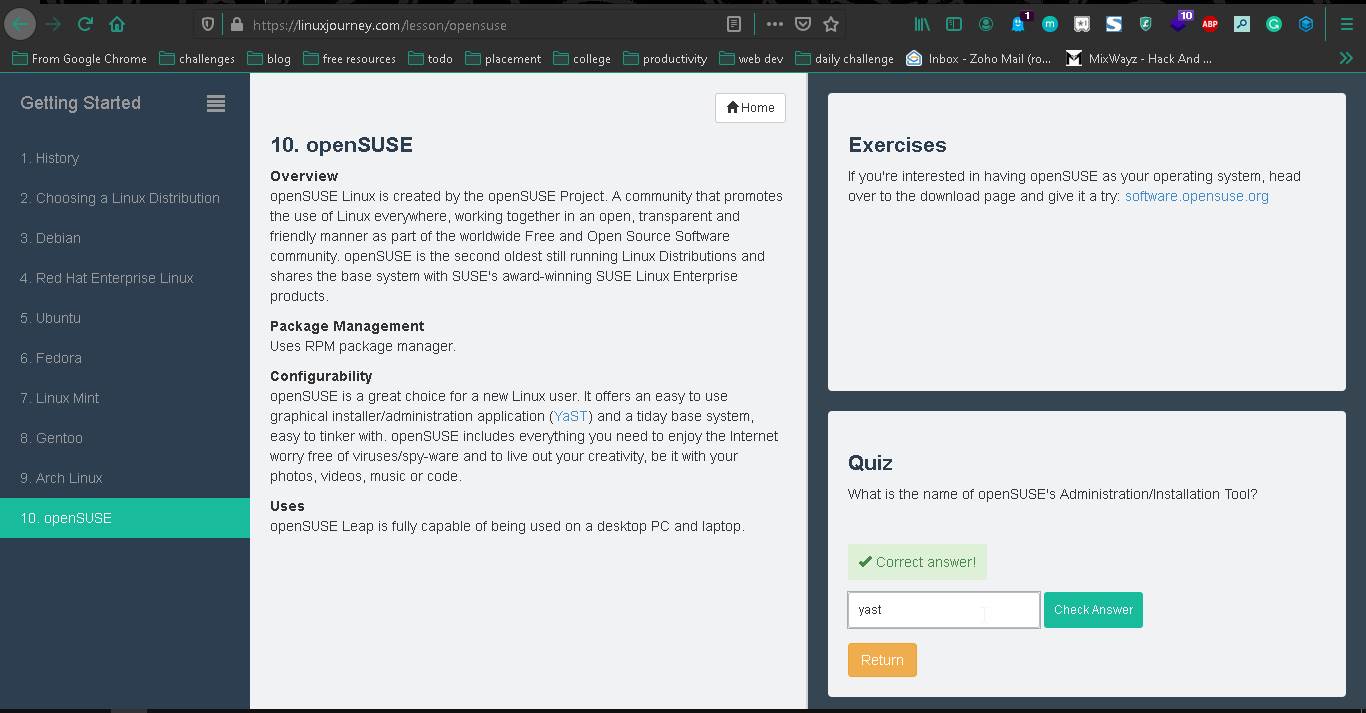 https://linuxjourney.com/lesson/opensuse
1
10
ABP
From Google Chrome
challenges
blog
free resources
todo
placement
college
productivity
web dev
daily challenge
Inbox - Zoho Mail (ro...
MixWayz - Hack And ...
Getting Started
1. History
2. Choosing a Linux Distribution
3. Debian
4. Red Hat Enterprise Linux
5. Ubuntu
6. Fedora
7. Linux Mint
8. Gentoo
9. Arch Linux
10. openSUSE
Home
10. openSUSE
Overview
openSUSE Linux is created by the openSUSE Project. A community that promotes
the use of Linux everywhere, working together in an open, transparent and
friendly manner as part of the worldwide Free and Open Source Software
community. openSUSE is the second oldest still running Linux Distributions and
shares the base system with SUSE's award-winning SUSE Linux Enterprise
products.
Package Management
Uses RPM package manager.
Configurability
openSUSE is a great choice for a new Linux user. It offers an easy to use
graphical installer/administration application (YaST) and a tiday base system,
easy to tinker with. openSUSE includes everything you need to enjoy the Internet
worry free of viruses/spy-ware and to live out your creativity, be it with your
photos, videos, music or code.
Uses
openSUSE Leap is fully capable of being used on a desktop PC and laptop.
Exercises
If you're interested in having openSUSE as your operating system, head
over to the download page and give it a try: software.opensuse.org
Quiz
What is the name of openSUSE's Administration/Installation Tool?
Correct answer!
yast
Check Answer
Return